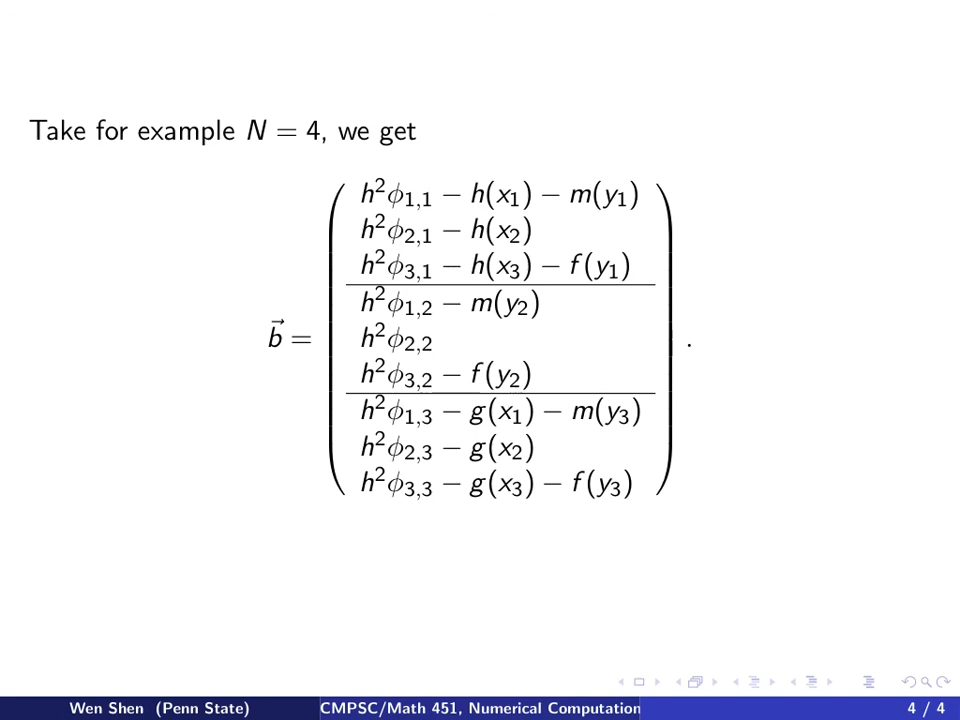 Take for example N = 4, we get
h²ϕ₁,₁ − h(x₁) − m(y₁)
h²ϕ₂,₁ − h(x₂)
h²ϕ₃,₁ − h(x₃) − f(y₁)
h²ϕ₁,₂ − m(y₂)
b⃗ = h²ϕ₂,₂ .
h²ϕ₃,₂ − f(y₂)
h²ϕ₁,₃ − g(x₁) − m(y₃)
h²ϕ₂,₃ − g(x₂)
h²ϕ₃,₃ − g(x₃) − f(y₃)
Wen Shen (Penn State) CMPSC/Math 451, Numerical Computation 4 / 4